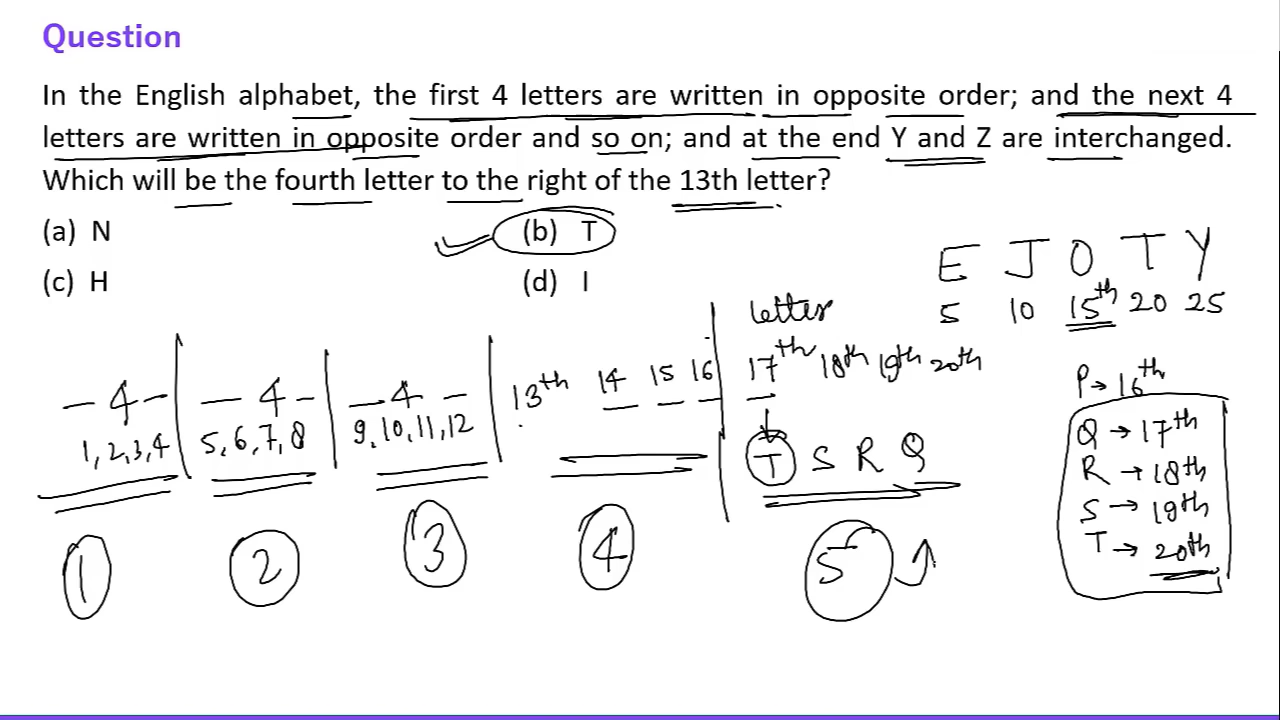 Question
In the English alphabet, the first 4 letters are written in opposite order; and the next 4
letters are written in opposite order and so on; and at the end Y and Z are interchanged.
Which will be the fourth letter to the right of the 13th letter?
(a) N (b) T
(c) H (d) I
E J O T Y
5 10 15th 20 25
letter
4 4 4 13th 14 15 16 17th 18th 19th 20th
1,2,3,4 5,6,7,8 9,10,11,12
T S R Q
P→16th
Q→17th
R→18th
S→19th
T→20th
1 2 3 4 5